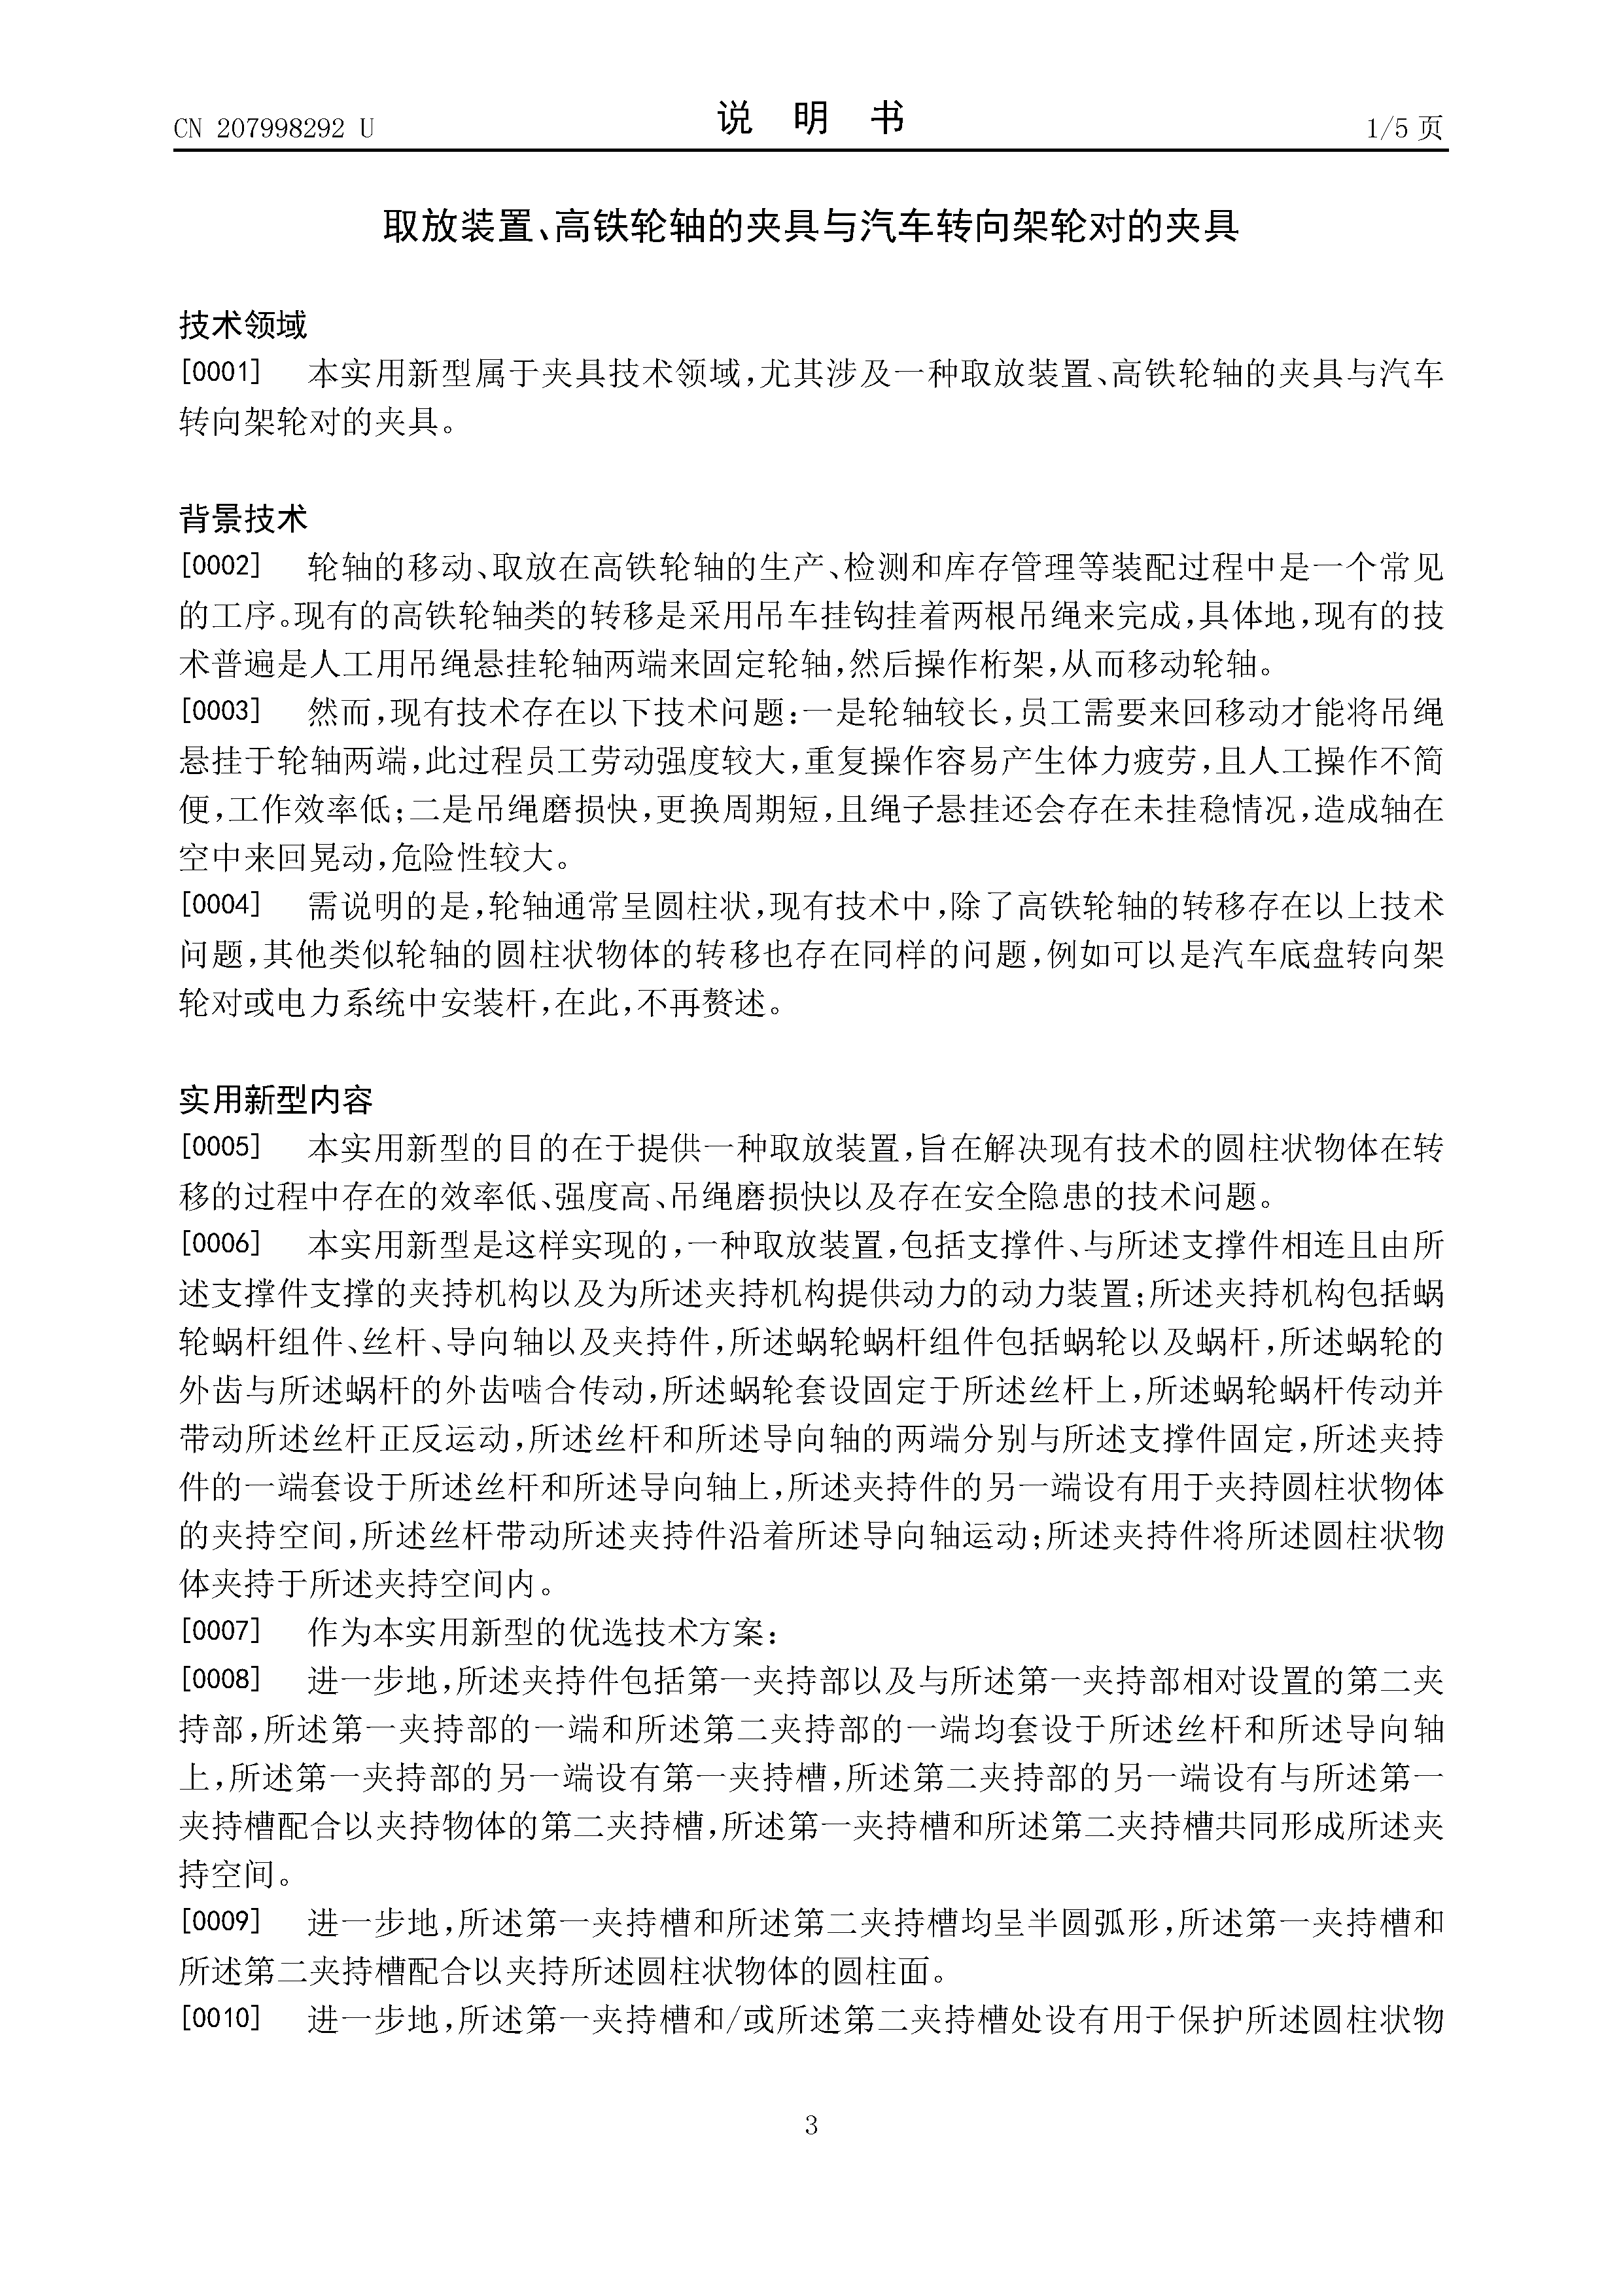 CN 207998292 U
说 明 书
1/5 页
取放装置、高铁轮轴的夹具与汽车转向架轮对的夹具
技术领域
[0001] 本实用新型属于夹具技术领域,尤其涉及一种取放装置、高铁轮轴的夹具与汽车
转向架轮对的夹具。
背景技术
[0002] 轮轴的移动、取放在高铁轮轴的生产、检测和库存管理等装配过程中是一个常见
的工序。现有的高铁轮轴类的转移是采用吊车挂钩挂着两根吊绳来完成,具体地,现有的技
术普遍是人工用吊绳悬挂轮轴两端来固定轮轴,然后操作桁架,从而移动轮轴。
[0003] 然而,现有技术存在以下技术问题:一是轮轴较长,员工需要来回移动才能将吊绳
悬挂于轮轴两端,此过程员工劳动强度较大,重复操作容易产生体力疲劳,且人工操作不简
便,工作效率低;二是吊绳磨损快,更换周期短,且绳子悬挂还会存在未挂稳情况,造成轴在
空中来回晃动,危险性较大。
[0004] 需说明的是,轮轴通常呈圆柱状,现有技术中,除了高铁轮轴的转移存在以上技术
问题,其他类似轮轴的圆柱状物体的转移也存在同样的问题,例如可以是汽车底盘转向架
轮对或电力系统中安装杆,在此,不再赘述。
实用新型内容
[0005] 本实用新型的目的在于提供一种取放装置,旨在解决现有技术的圆柱状物体在转
移的过程中存在的效率低、强度高、吊绳磨损快以及存在安全隐患的技术问题。
[0006] 本实用新型是这样实现的,一种取放装置,包括支撑件、与所述支撑件相连且由所
述支撑件支撑的夹持机构以及为所述夹持机构提供动力的动力装置;所述夹持机构包括蜗
轮蜗杆组件、丝杆、导向轴以及夹持件,所述蜗轮蜗杆组件包括蜗轮以及蜗杆,所述蜗轮的
外齿与所述蜗杆的外齿啮合传动,所述蜗轮套设固定于所述丝杆上,所述蜗轮蜗杆传动并
带动所述丝杆正反运动,所述丝杆和所述导向轴的两端分别与所述支撑件固定,所述夹持
件的一端套设于所述丝杆和所述导向轴上,所述夹持件的另一端设有用于夹持圆柱状物体
的夹持空间,所述丝杆带动所述夹持件沿着所述导向轴运动;所述夹持件将所述圆柱状物
体夹持于所述夹持空间内。
[0007] 作为本实用新型的优选技术方案:
[0008] 进一步地,所述夹持件包括第一夹持部以及与所述第一夹持部相对设置的第二夹
持部,所述第一夹持部的一端和所述第二夹持部的一端均套设于所述丝杆和所述导向轴
上,所述第一夹持部的另一端设有第一夹持槽,所述第二夹持部的另一端设有与所述第一
夹持槽配合以夹持物体的第二夹持槽,所述第一夹持槽和所述第二夹持槽共同形成所述夹
持空间。
[0009] 进一步地,所述第一夹持槽和所述第二夹持槽均呈半圆弧形,所述第一夹持槽和
所述第二夹持槽配合以夹持所述圆柱状物体的圆柱面。
[0010] 进一步地,所述第一夹持槽和/或所述第二夹持槽处设有用于保护所述圆柱状物
3